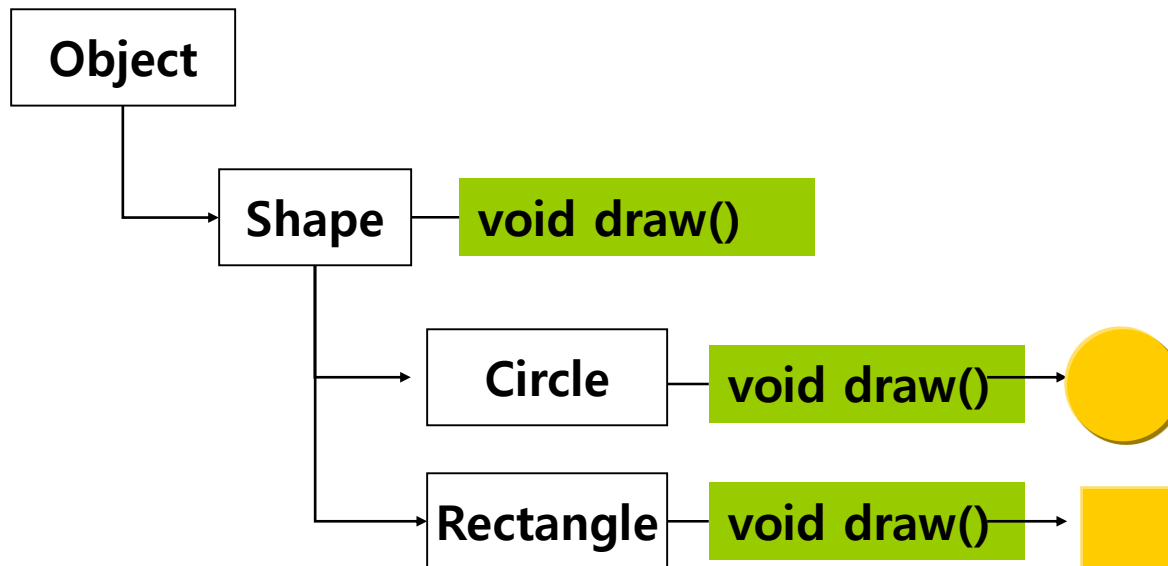 Object
Shape
void draw()
Circle
void draw()
Rectangle
void draw()